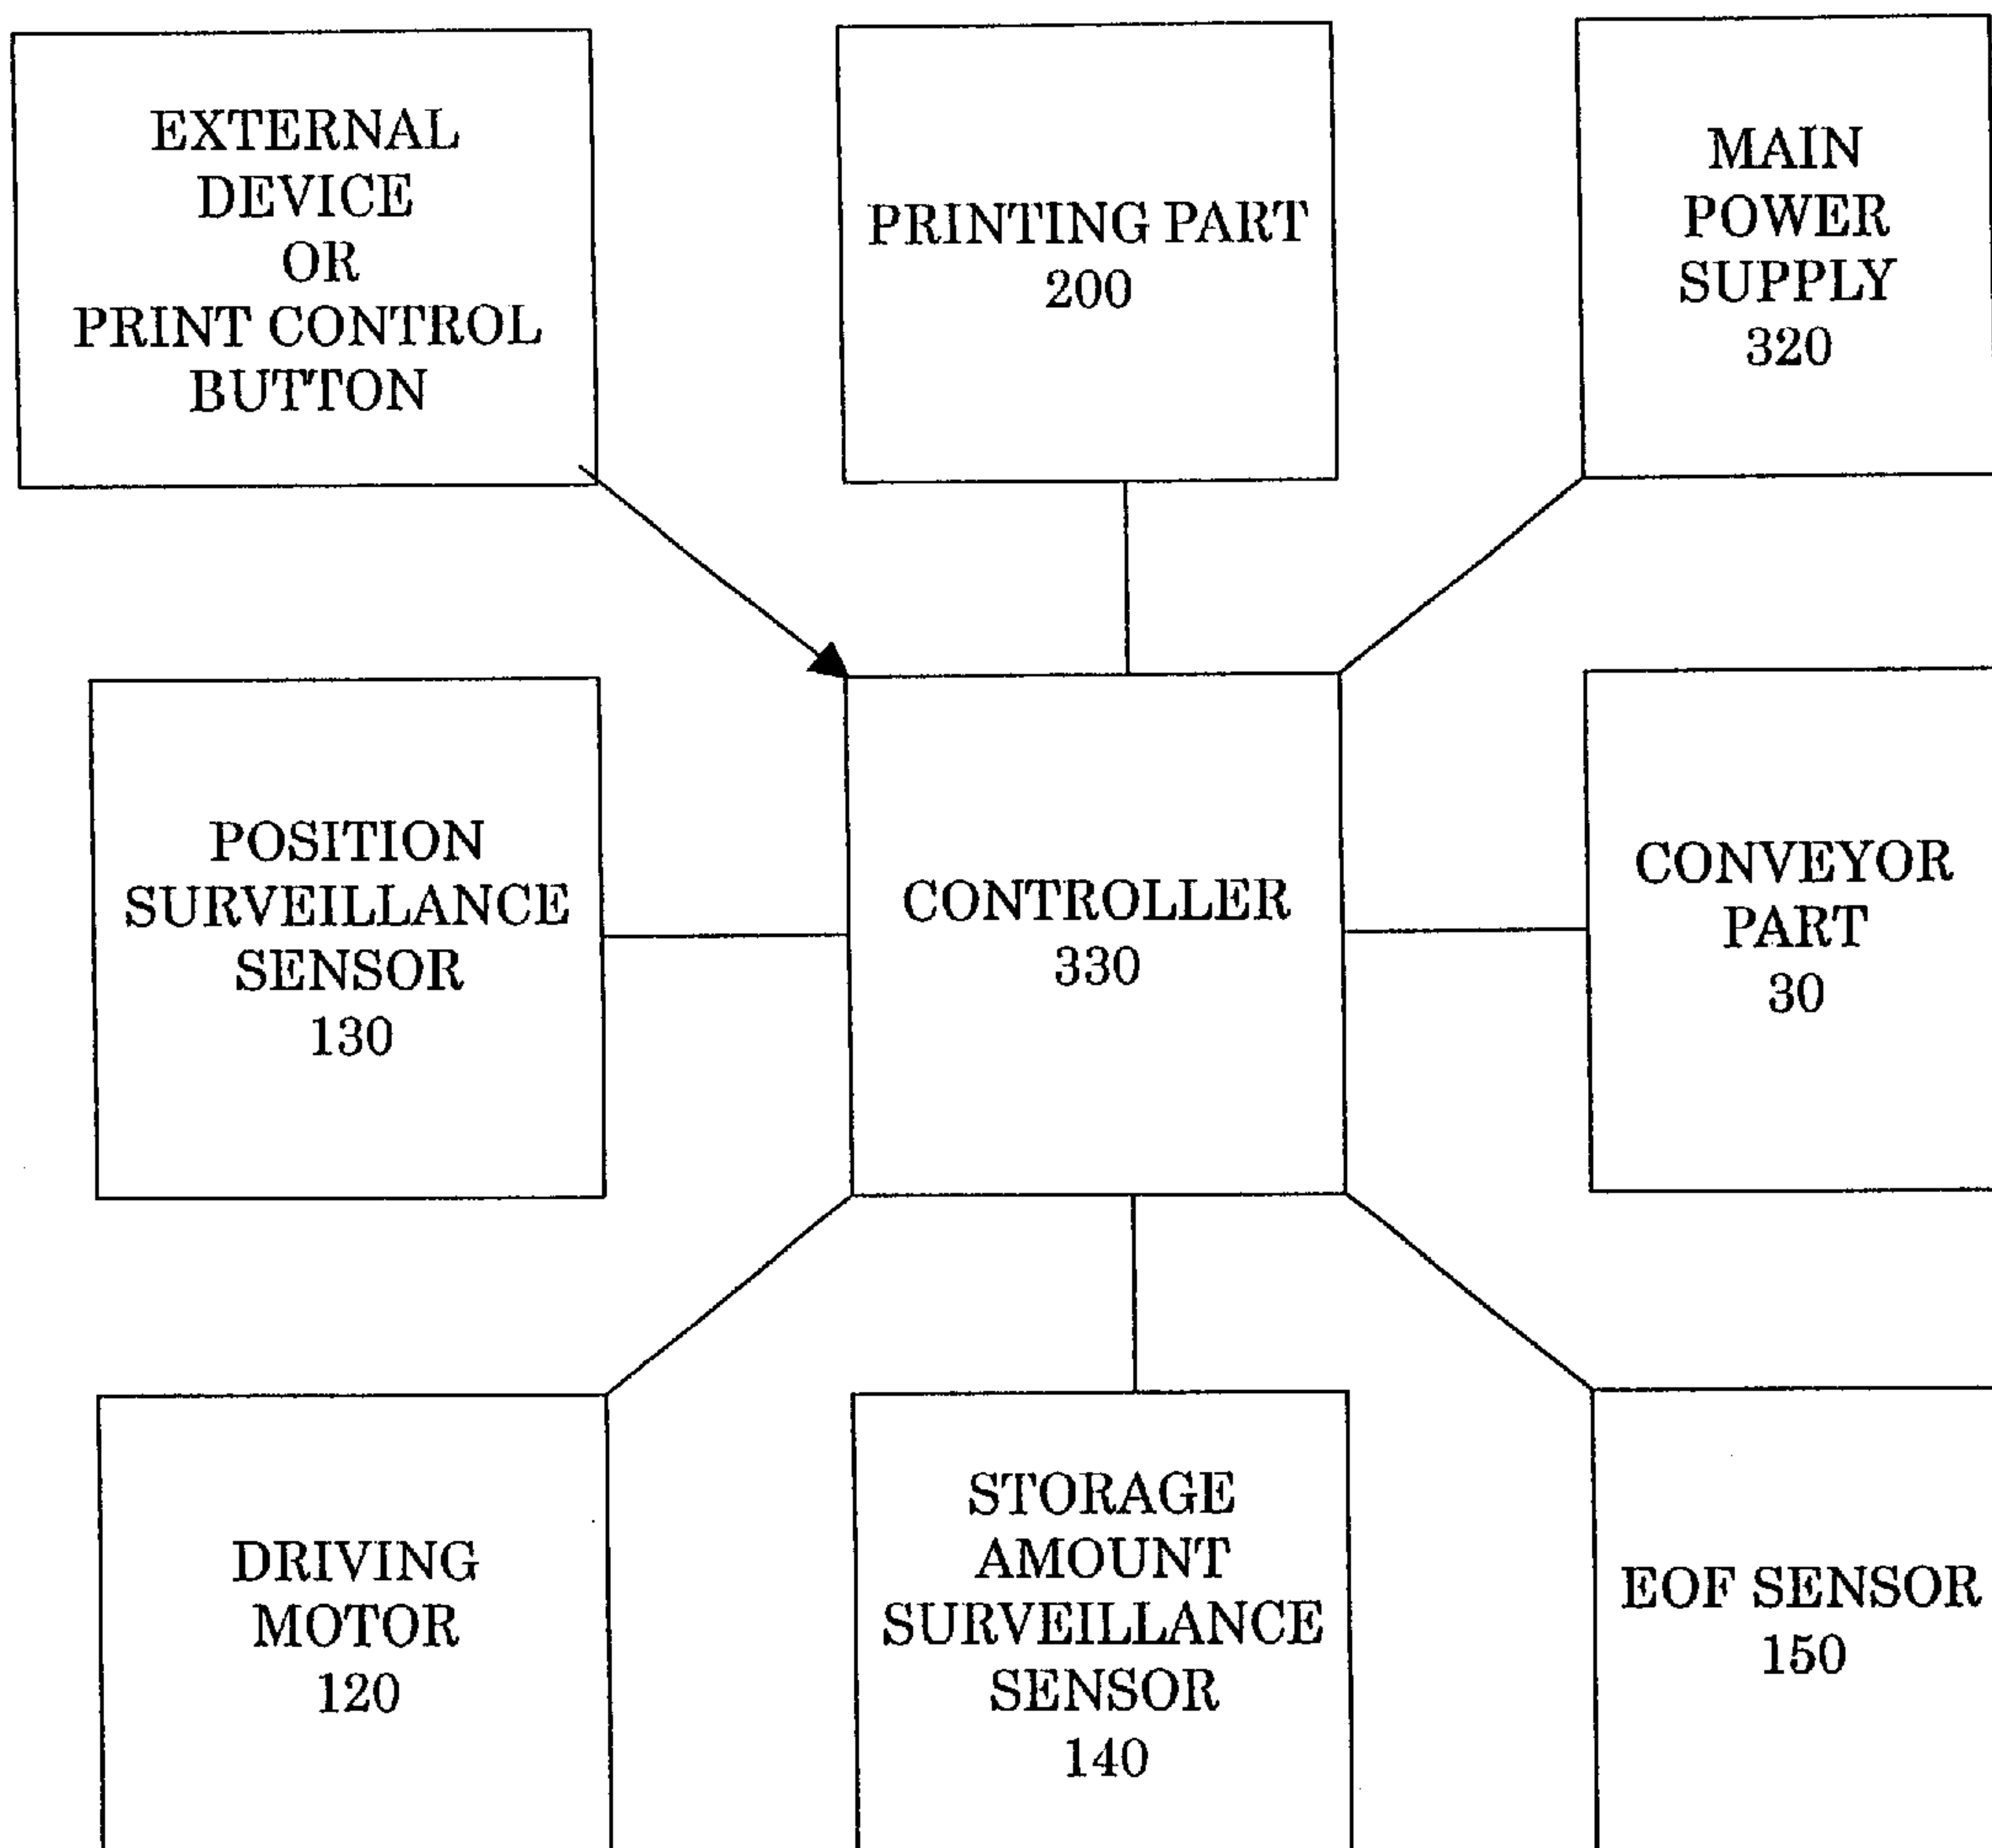 EXTERNAL
DEVICE
OR
PRINT CONTROL
BUTTON
PRINTING PART
200
MAIN
POWER
SUPPLY
320
POSITION
SURVEILLANCE
SENSOR
130
CONTROLLER
330
CONVEYOR
PART
30
DRIVING
MOTOR
120
STORAGE
AMOUNT
SURVEILLANCE
SENSOR
140
EOF SENSOR
150